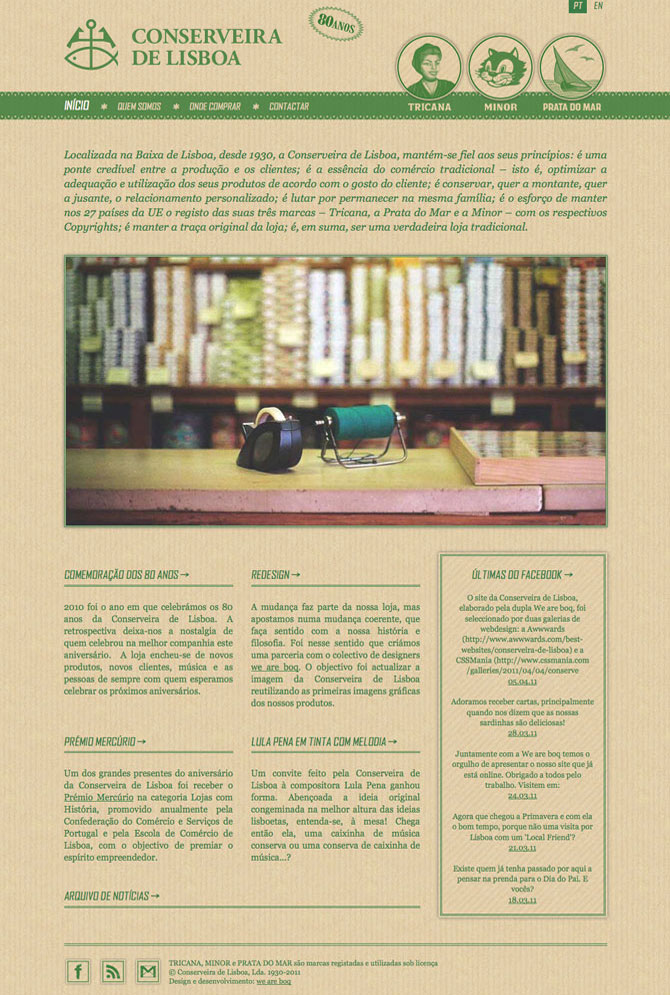 PT EN
80 ANOS
CONSERVEIRA
DE LISBOA
TRICANA MINOR PRATA DO MAR
INÍCIO * QUEM SOMOS * ONDE COMPRAR * CONTACTAR
Localizada na Baixa de Lisboa, desde 1930, a Conserveira de Lisboa, mantém-se fiel aos seus princípios: é uma
ponte credível entre a produção e os clientes; é a essência do comércio tradicional – isto é, optimizar a
adequação e utilização dos seus produtos de acordo com o gosto do cliente; é conservar, quer a montante, quer
a jusante, o relacionamento personalizado; é lutar por permanecer na mesma família; é o esforço de manter
nos 27 países da UE o registo das suas três marcas – Tricana, a Prata do Mar e a Minor – com os respectivos
Copyrights; é manter a traça original da loja; é, em suma, ser uma verdadeira loja tradicional.
COMEMORAÇÃO DOS 80 ANOS →
2010 foi o ano em que celebrámos os 80
anos da Conserveira de Lisboa. A
retrospectiva deixa-nos a nostalgia de
quem celebrou na melhor companhia este
aniversário. A loja encheu-se de novos
produtos, novos clientes, música e as
pessoas de sempre com quem esperamos
celebrar os próximos aniversários.
REDESIGN →
A mudança faz parte da nossa loja, mas
apostamos numa mudança coerente, que
faça sentido com a nossa história e
filosofia. Foi nesse sentido que criámos
uma parceria com o colectivo de designers
we are boq. O objectivo foi actualizar a
imagem da Conserveira de Lisboa
reutilizando as primeiras imagens gráficas
dos nossos produtos.
PRÉMIO MERCÚRIO →
Um dos grandes presentes do aniversário
da Conserveira de Lisboa foi receber o
Prémio Mercúrio na categoria Lojas com
História, promovido anualmente pela
Confederação do Comércio e Serviços de
Portugal e pela Escola de Comércio de
Lisboa, com o objectivo de premiar o
espírito empreendedor.
LULA PENA EM TINTA COM MELODIA →
Um convite feito pela Conserveira de
Lisboa à compositora Lula Pena ganhou
forma. Abençoada a ideia original
congeminada na melhor altura das ideias
lisboetas, entenda-se, à mesa! Chega
então ela, uma caixinha de música
conserva ou uma conserva de caixinha de
música...?
ARQUIVO DE NOTÍCIAS →
ÚLTIMAS DO FACEBOOK →
O site da Conserveira de Lisboa,
elaborado pela dupla We are boq, foi
seleccionado por duas galerias de
webdesign: a Awwwards
(http://www.awwwards.com/best-
websites/conserveira-de-lisboa) e a
CSSMania (http://www.cssmania.com
/galleries/2011/04/04/conserve
05.04.11
Adoramos receber cartas, principalmente
quando nos dizem que as nossas
sardinhas são deliciosas!
28.03.11
Juntamente com a We are boq temos o
orgulho de apresentar o nosso site que já
está online. Obrigado a todos pelo
trabalho. Visitem em:
24.03.11
Agora que chegou a Primavera e com ela
o bom tempo, porque não uma visita por
Lisboa com um 'Local Friend'?
21.03.11
Existe quem já tenha passado por aqui a
pensar na prenda para o Dia do Pai. E
vocês?
18.03.11
TRICANA, MINOR e PRATA DO MAR são marcas registadas e utilizadas sob licença
© Conserveira de Lisboa, Lda. 1930-2011
Design e desenvolvimento: we are boq